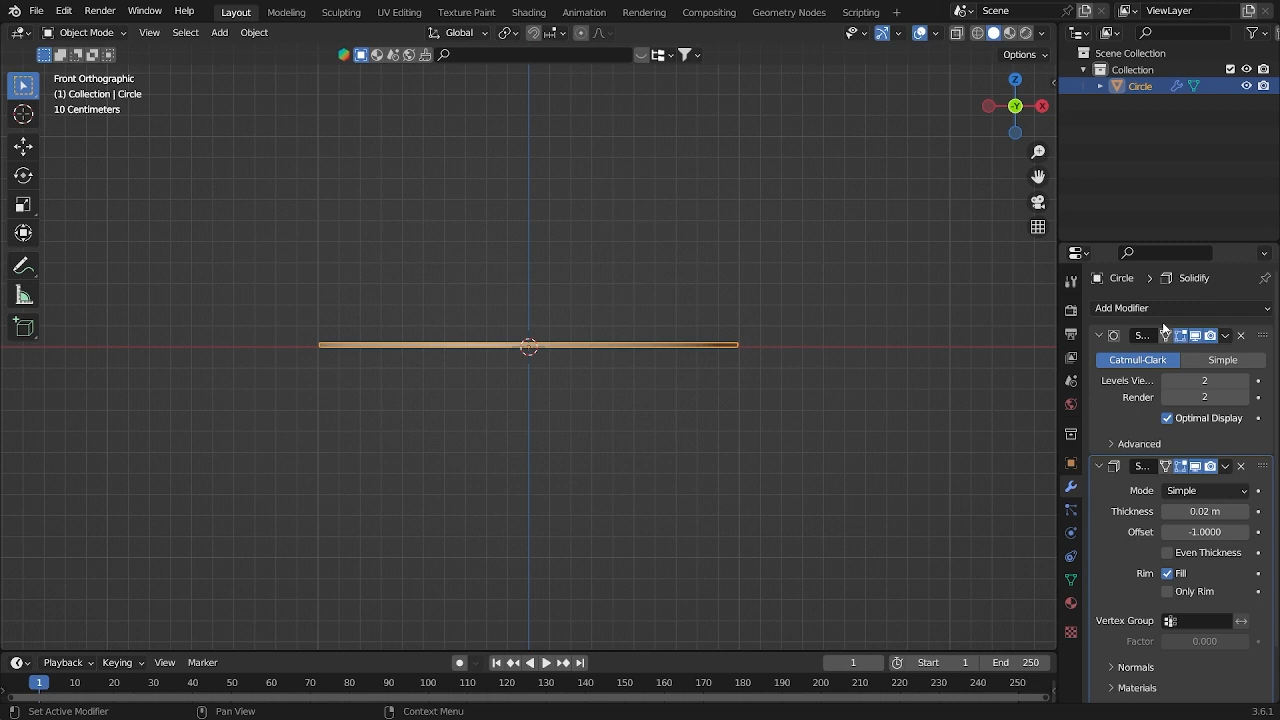 File Edit Render Window Help Layout Modeling Sculpting UV Editing Texture Paint Shading Animation Rendering Compositing Geometry Nodes Scripting + Scene ViewLayer
Object Mode View Select Add Object Global
Options
Front Orthographic
(1) Collection | Circle
10 Centimeters
Z
X
-Y
Scene Collection
Collection
Circle
Circle > Solidify
Add Modifier
S...
Catmull-Clark Simple
Levels Vie... 2
Render 2
Optimal Display
Advanced
S...
Mode Simple
Thickness 0.02 m
Offset -1.0000
Even Thickness
Rim Fill
Only Rim
Vertex Group
Factor 0.000
Normals
Materials
Playback Keying View Marker 1 Start 1 End 250
1 10 20 30 40 50 60 70 80 90 100 110 120 130 140 150 160 170 180 190 200 210 220 230 240 250
Set Active Modifier Pan View Context Menu 3.6.1